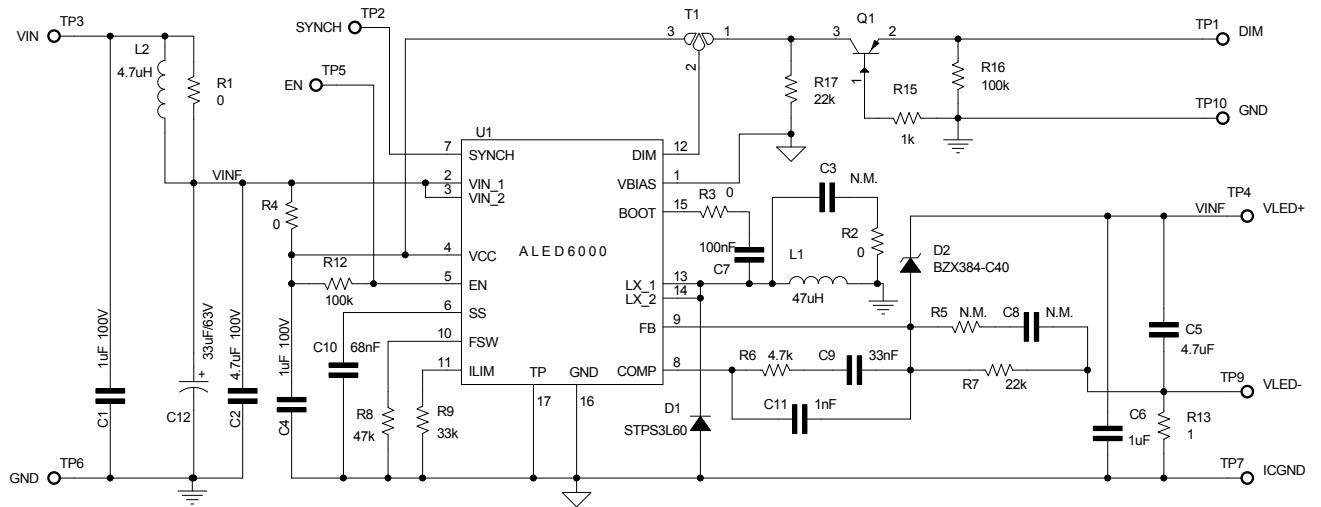 VIN
TP3
L2
4.7uH
R1
0
SYNCH
TP2
EN
TP5
T1
3
1
2
Q1
3
2
1
R17
22k
R15
1k
R16
100k
TP1
DIM
TP10
GND
U1
ALED6000
7
SYNCH
2
VIN_1
3
VIN_2
4
VCC
5
EN
6
SS
10
FSW
11
ILIM
TP
17
GND
16
12
DIM
1
VBIAS
15
BOOT
13
LX_1
14
LX_2
9
FB
8
COMP
VINF
R4
0
R12
100k
R3
0
100nF
C7
C3
N.M.
R2
0
L1
47uH
D2
BZX384-C40
VINF
TP4
VLED+
R5
N.M.
C8
N.M.
C5
4.7uF
R6
4.7k
C9
33nF
R7
22k
C11
1nF
D1
STPS3L60
TP9
VLED-
C6
1uF
R13
1
TP7
ICGND
C1
1uF 100V
C12
+
33uF/63V
C2
4.7uF 100V
C4
1uF 100V
C10
68nF
R8
47k
R9
33k
GND
TP6